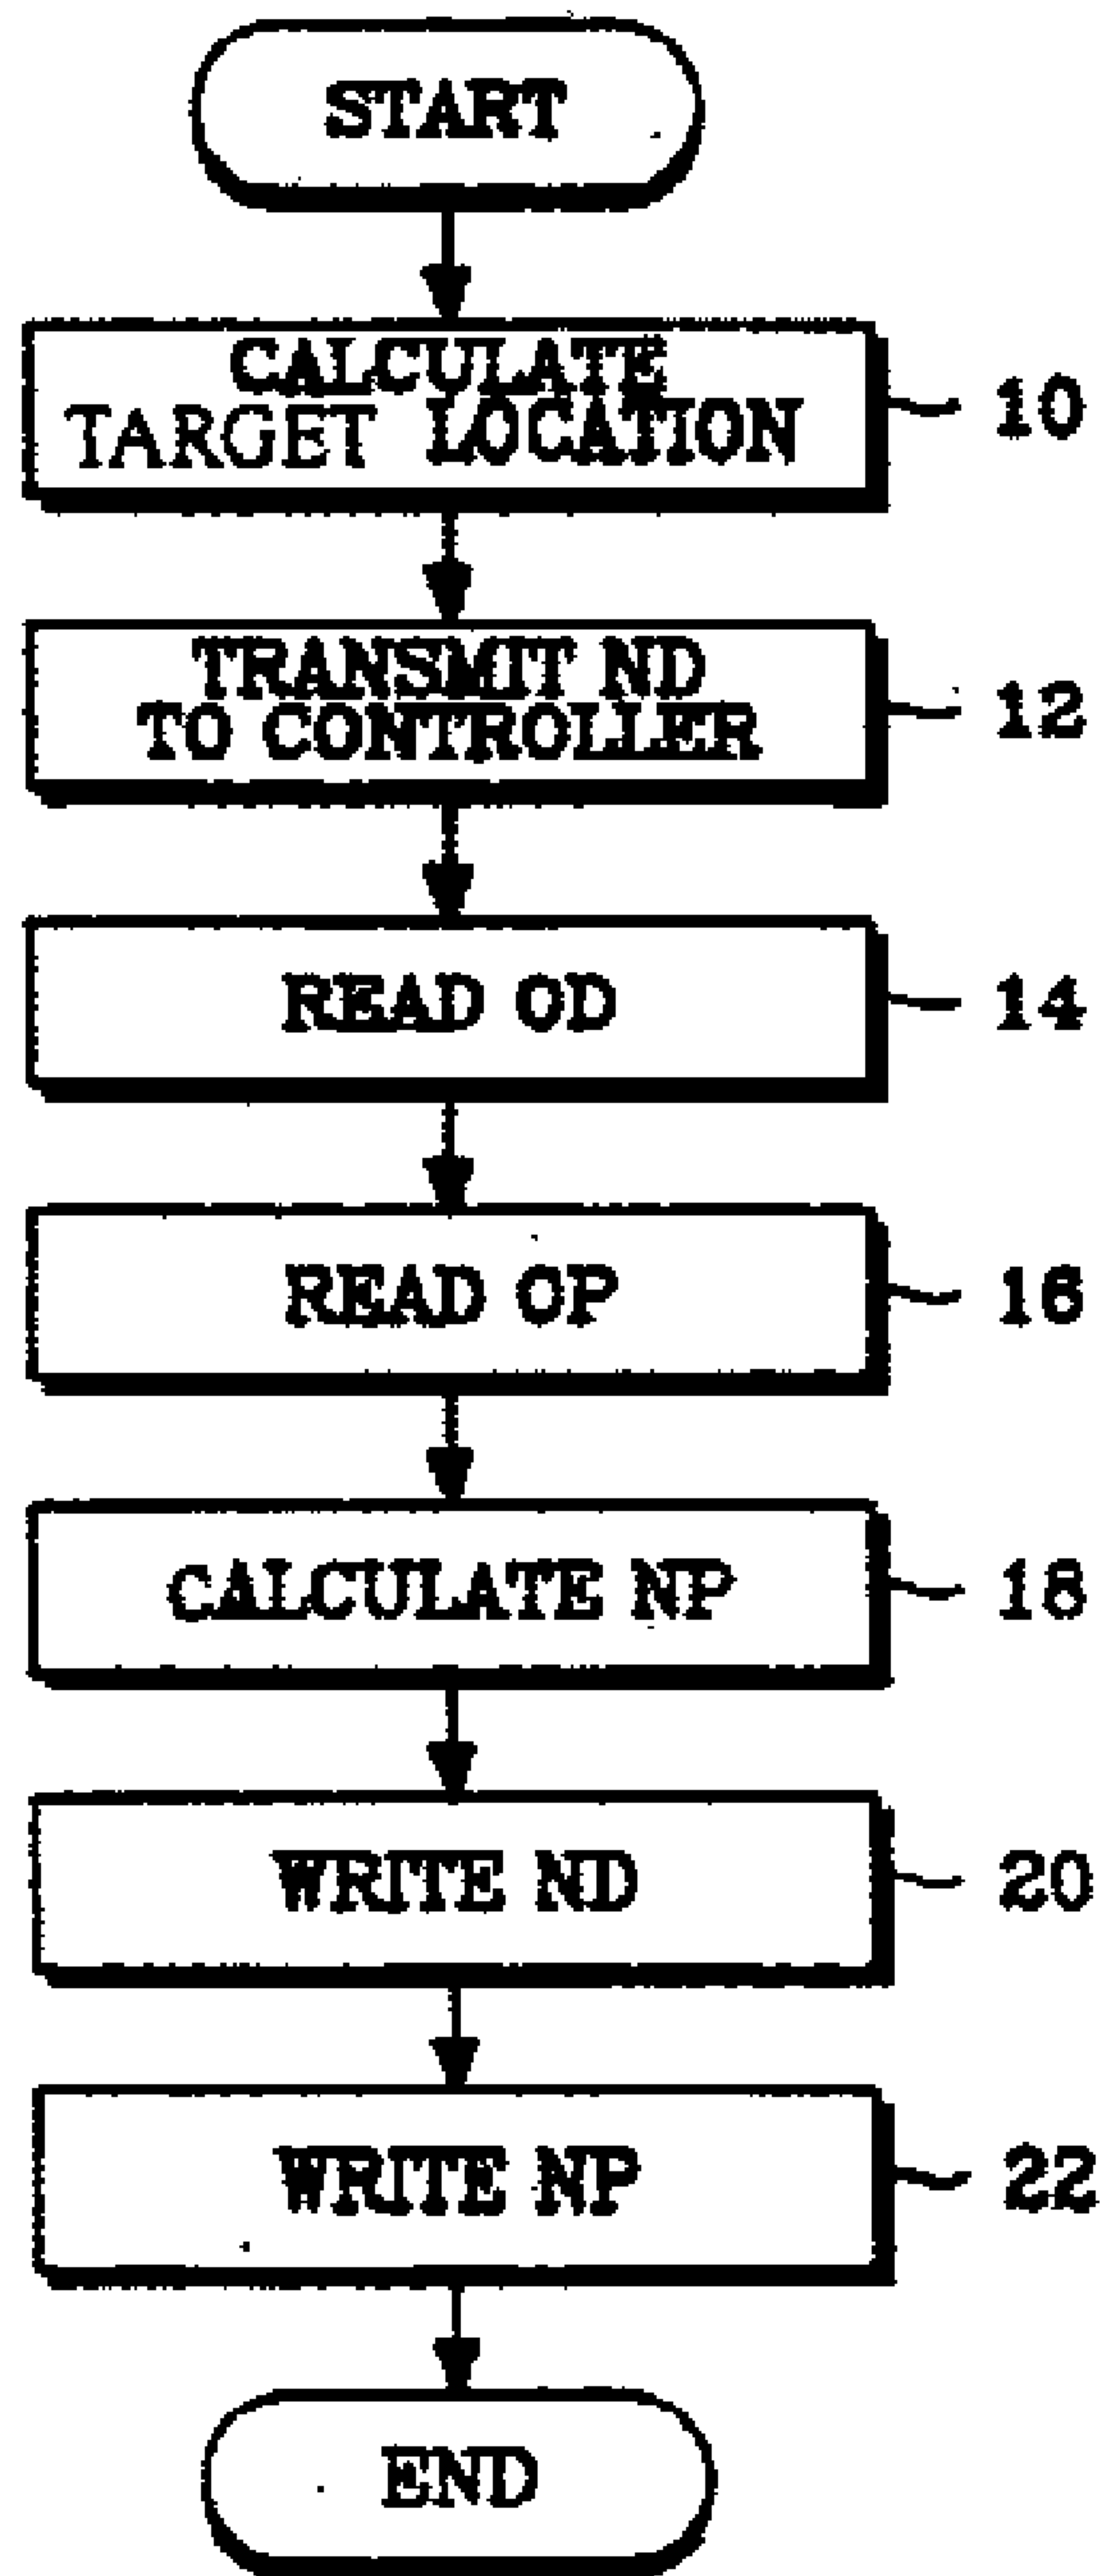 START
CALCULATE
TARGET LOCATION
10
TRANSMIT ND
TO CONTROLLER
12
READ OD
14
READ OP
16
CALCULATE NP
18
WRITE ND
20
WRITE NP
22
END